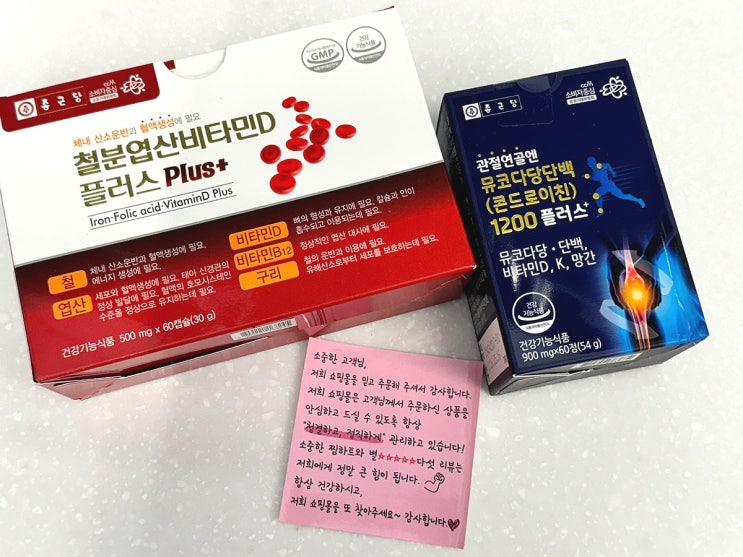 종근당
소비자중심
GMP
건강
기능식품
체내 산소운반과 혈액생성에 필요
철분엽산비타민D
플러스 Plus+
Iron·Folic acid·VitaminD Plus
철
체내 산소운반과 혈액생성에 필요.
에너지 생성에 필요.
엽산
세포와 혈액생성에 필요, 태아 신경관의
정상 발달에 필요, 혈액의 호모시스테인
수준을 정상으로 유지하는데 필요.
비타민D
뼈의 형성과 유지에 필요, 칼슘과 인이
흡수되고 이용되는데 필요.
비타민B12
정상적인 엽산 대사에 필요.
구리
철의 운반과 이용에 필요.
유해산소로부터 세포를 보호하는데 필요.
500 mg x 60캡슐(30 g)
건강기능식품
종근당
소비자중심
관절연골엔
뮤코다당단백
(콘드로이친)
1200 플러스+
뮤코다당·단백,
비타민D, K, 망간
건강
기능식품
건강기능식품
900 mg×60정(54 g)
소중한 고객님,
저희 쇼핑몰을 믿고 주문해 주셔서 감사합니다.
저희 쇼핑몰은 고객님께서 주문하신 상품을
안심하고 드실 수 있도록 항상
"청결하고, 정직하게" 관리하고 있습니다!
소중한 찜하트와 별★★★★★다섯 리뷰는
저희에게 정말 큰 힘이 됩니다.
항상 건강하시고,
저희 쇼핑몰을 또 찾아주세요~ 감사합니다.♥